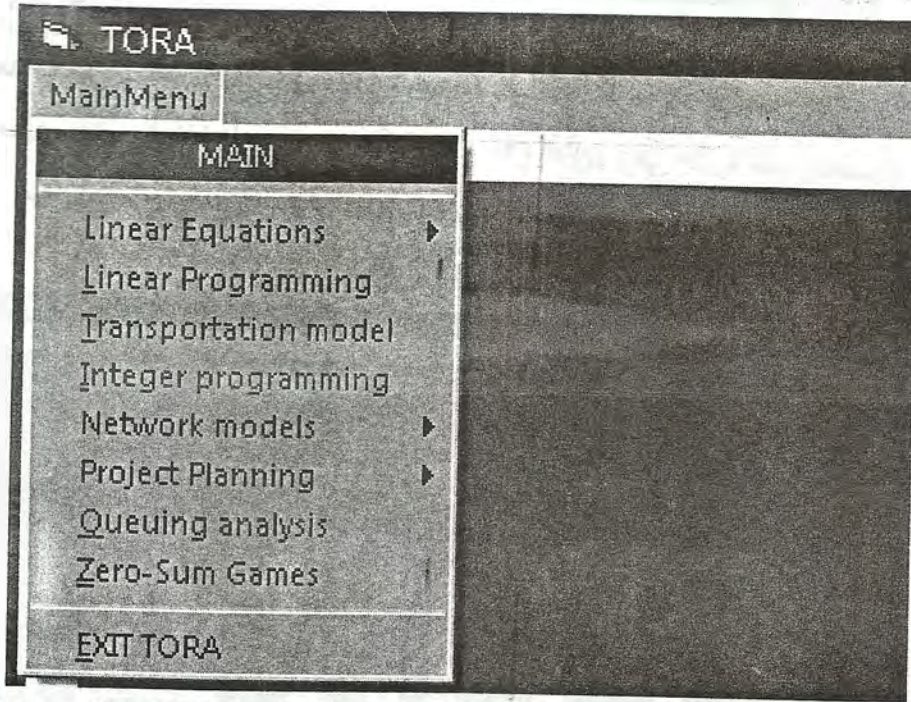 TORA
MainMenu
MAIN
Linear Equations
Linear Programming
Transportation model
Integer programming
Network models
Project Planning
Queuing analysis
Zero-Sum Games
EXIT TORA